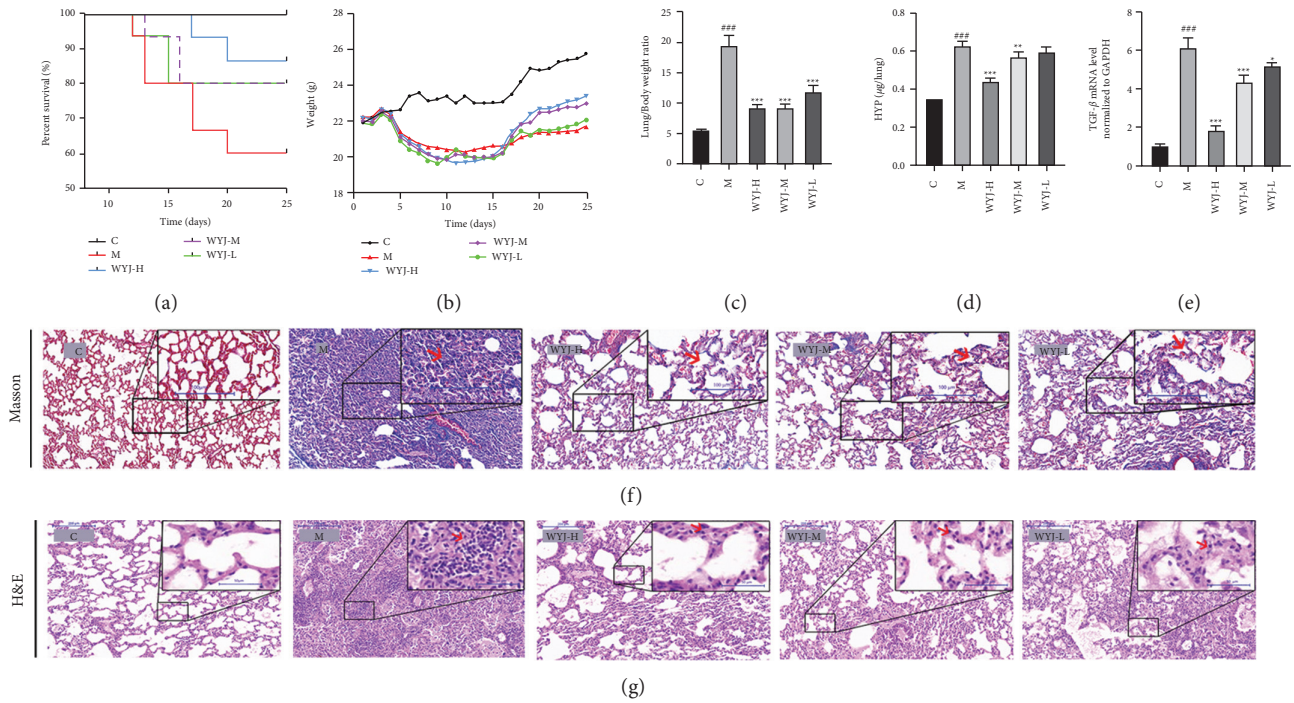 Percent survival (%)
100
90
80
70
60
50
10
15
20
25
Time (days)
C
M
WYJ-H
WYJ-M
WYJ-L
(a)
Weight (g)
28
26
24
22
20
18
0
5
10
15
20
25
Time (days)
C
M
WYJ-H
WYJ-M
WYJ-L
(b)
Lung/Body weight ratio
25
20
15
10
5
0
###
***
***
***
C
M
WYJ-H
WYJ-M
WYJ-L
(c)
HYP (μg/lung)
0.8
0.6
0.4
0.2
0.0
###
***
**
C
M
WYJ-H
WYJ-M
WYJ-L
(d)
TGF-β mRNA level
normalized to GAPDH
8
6
4
2
0
###
***
***
*
C
M
WYJ-H
WYJ-M
WYJ-L
(e)
Masson
C
M
WYJ-H
100 μm
WYJ-M
100 μm
WYJ-L
(f)
H&E
C
M
WYJ-H
WYJ-M
WYJ-L
(g)